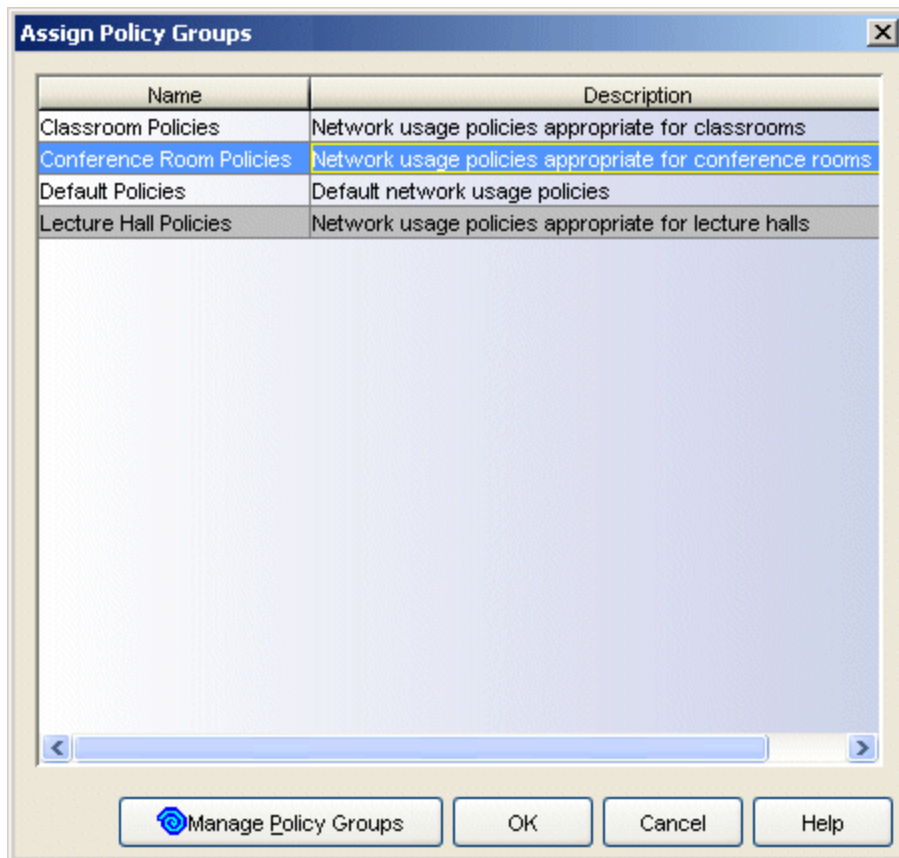 Assign Policy Groups
Name Description
Classroom Policies Network usage policies appropriate for classrooms
Conference Room Policies Network usage policies appropriate for conference rooms
Default Policies Default network usage policies
Lecture Hall Policies Network usage policies appropriate for lecture halls
Manage Policy Groups OK Cancel Help